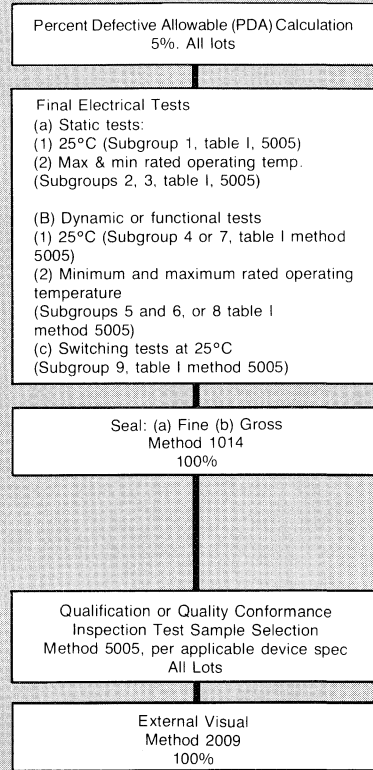 Percent Defective Allowable (PDA) Calculation
5%. All lots
Final Electrical Tests
(a) Static tests:
(1) 25°C (Subgroup 1, table I, 5005)
(2) Max & min rated operating temp.
(Subgroups 2, 3, table I, 5005)
(B) Dynamic or functional tests
(1) 25°C (Subgroup 4 or 7, table I method
5005)
(2) Minimum and maximum rated operating
temperature
(Subgroups 5 and 6, or 8 table I
method 5005)
(c) Switching tests at 25°C
(Subgroup 9, table I method 5005)
Seal: (a) Fine (b) Gross
Method 1014
100%
Qualification or Quality Conformance
Inspection Test Sample Selection
Method 5005, per applicable device spec
All Lots
External Visual
Method 2009
100%